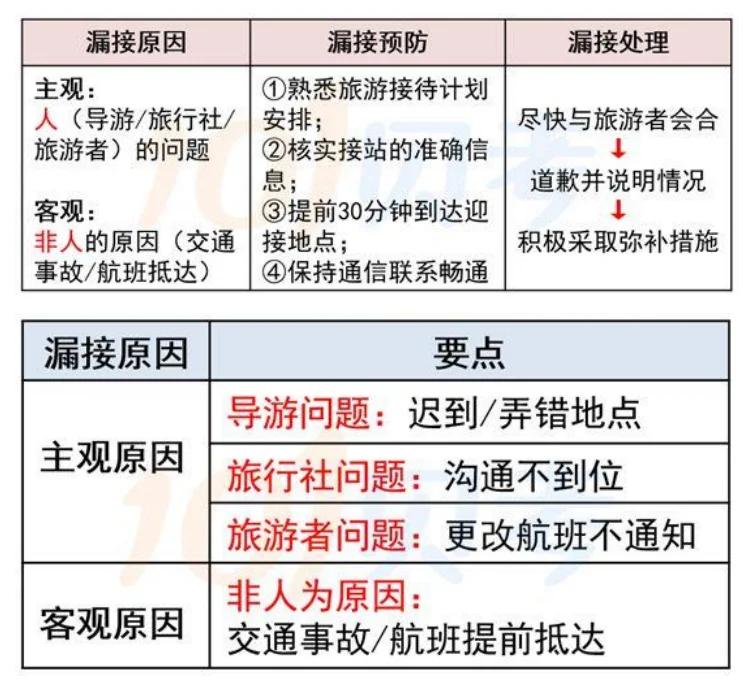 漏接原因
漏接预防
漏接处理
主观：
人（导游/旅行社/
旅游者）的问题
客观：
非人的原因（交通
事故/航班抵达）
①熟悉旅游接待计划
安排；
②核实接站的准确信
息；
③提前30分钟到达迎
接地点；
④保持通信联系畅通
尽快与旅游者会合
↓
道歉并说明情况
↓
积极采取弥补措施
漏接原因
要点
主观原因
导游问题：迟到/弄错地点
旅行社问题：沟通不到位
旅游者问题：更改航班不通知
客观原因
非人为原因：
交通事故/航班提前抵达